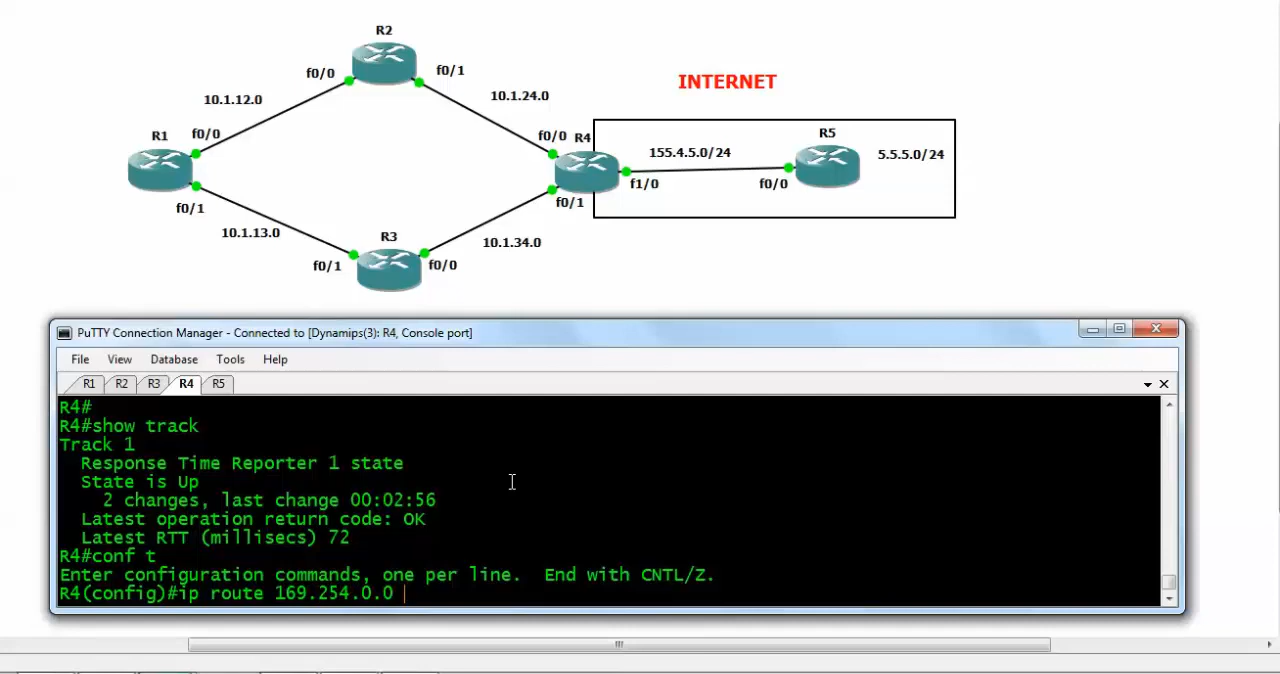 R2
f0/0
f0/1
INTERNET
10.1.12.0
10.1.24.0
R1
f0/0
f0/0
R4
R5
155.4.5.0/24
5.5.5.0/24
f1/0
f0/0
f0/1
f0/1
10.1.13.0
R3
10.1.34.0
f0/1
f0/0
PuTTY Connection Manager - Connected to [Dynamips(3): R4, Console port]
File View Database Tools Help
R1 R2 R3 R4 R5
R4#
R4#show track
Track 1
Response Time Reporter 1 state
State is Up
2 changes, last change 00:02:56
Latest operation return code: OK
Latest RTT (millisecs) 72
R4#conf t
Enter configuration commands, one per line.  End with CNTL/Z.
R4(config)#ip route 169.254.0.0